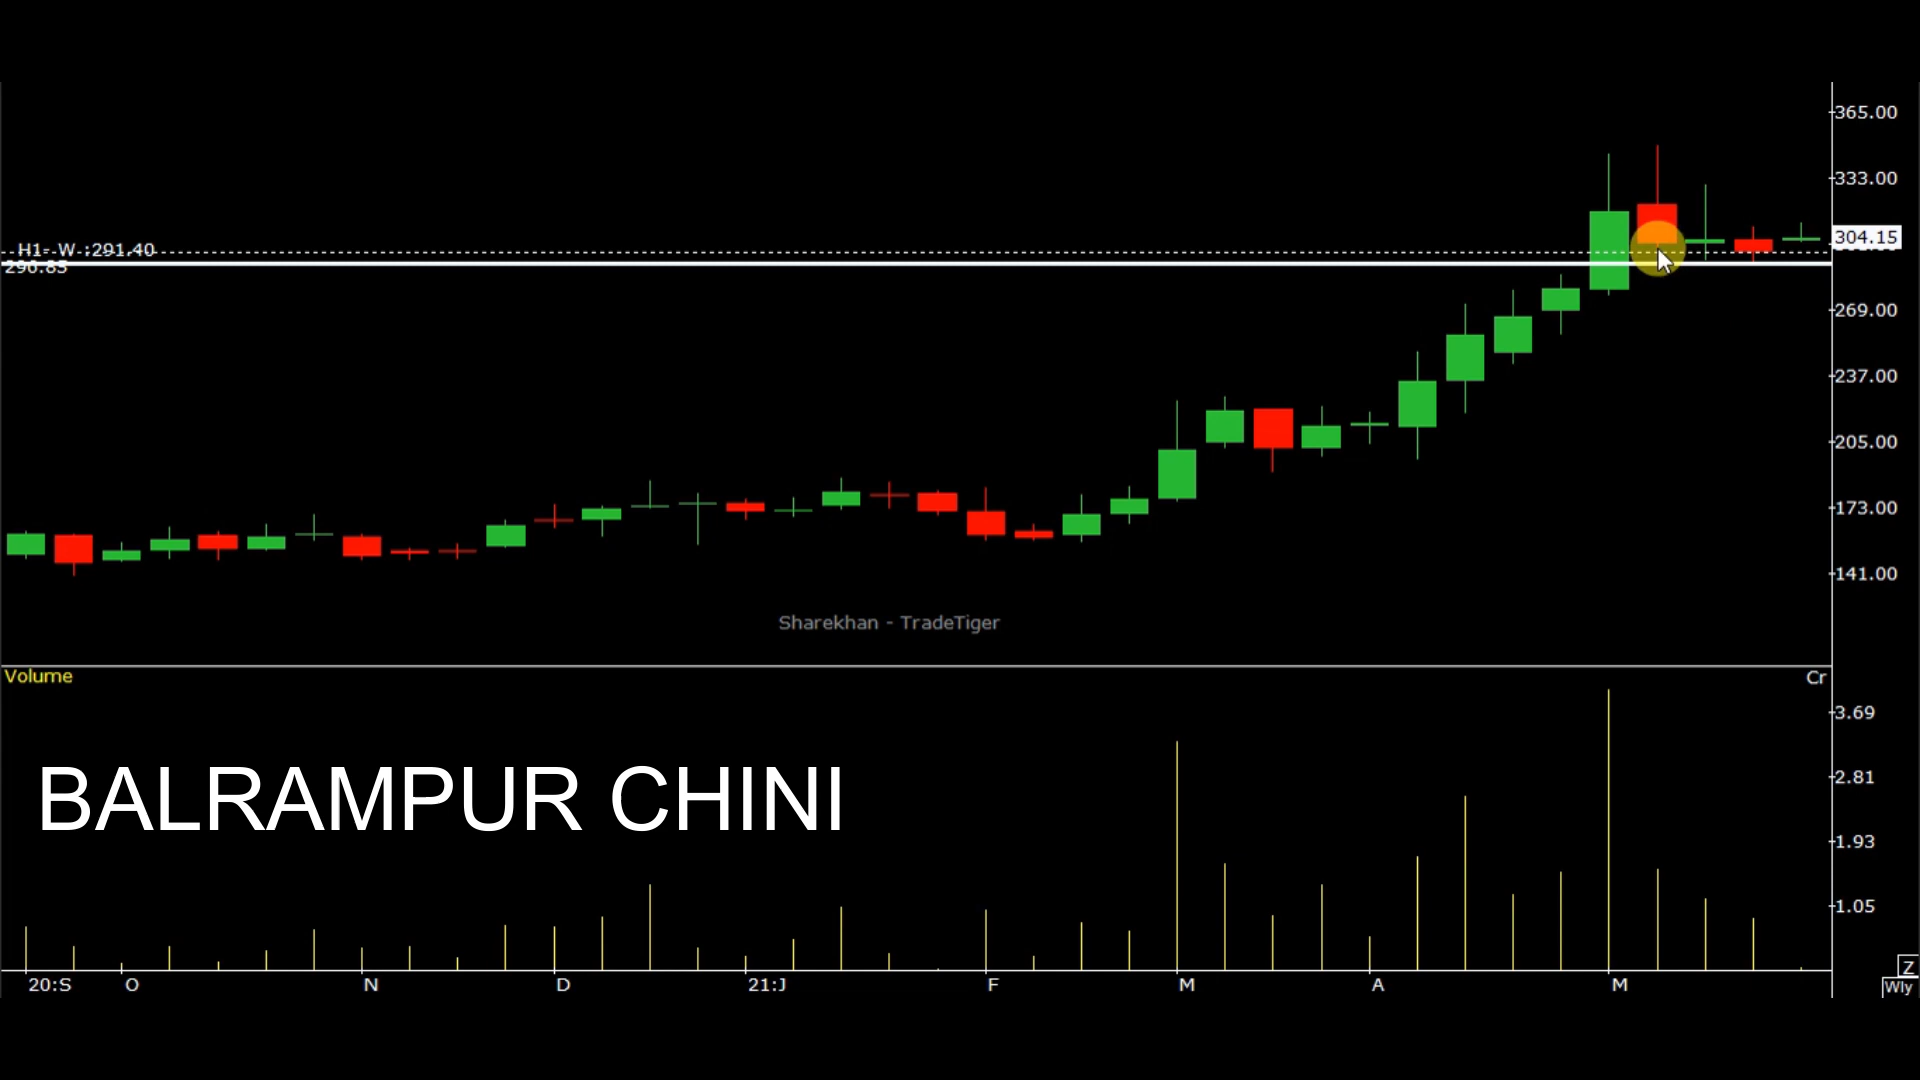 365.00
333.00
304.15
H1- W :291.40
296.85
269.00
237.00
205.00
173.00
141.00
Sharekhan - TradeTiger
Volume
Cr
3.69
2.81
BALRAMPUR CHINI
1.93
1.05
Z
20:S O N D 21:J F M A M
Wly